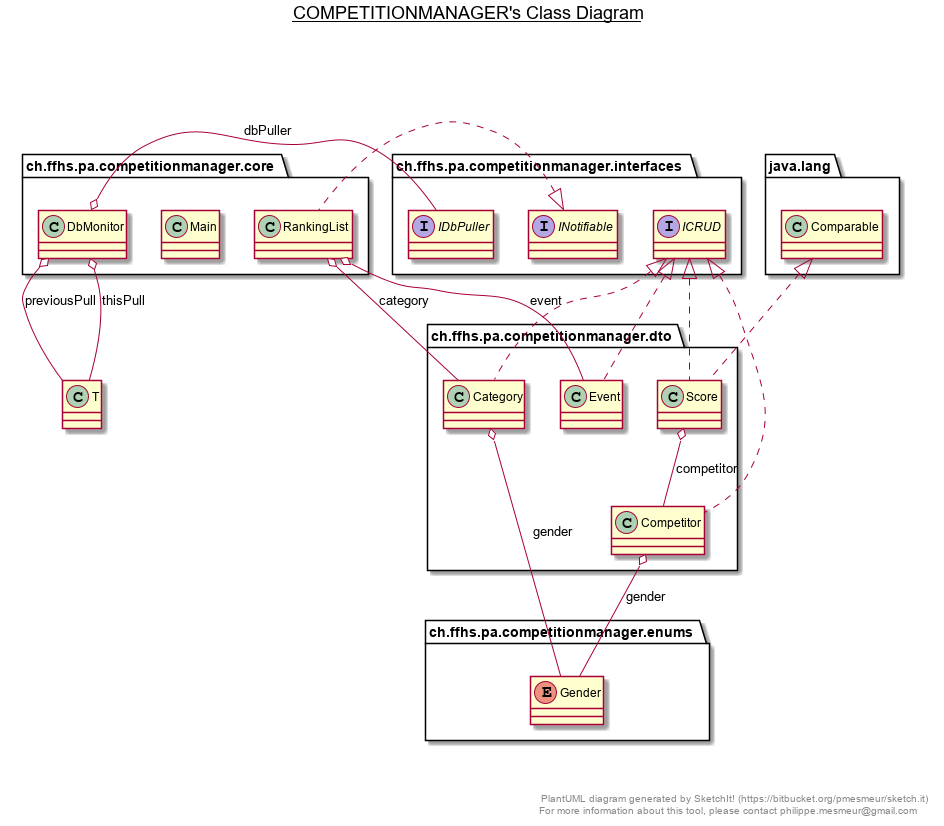 COMPETITIONMANAGER's Class Diagram
dbPuller
ch.ffhs.pa.competitionmanager.core
ch.ffhs.pa.competitionmanager.interfaces
java.lang
C DbMonitor
C Main
C RankingList
I IDbPuller
I INotifiable
I ICRUD
C Comparable
previousPull
thisPull
category
event
ch.ffhs.pa.competitionmanager.dto
C T
C Category
C Event
C Score
competitor
C Competitor
gender
gender
ch.ffhs.pa.competitionmanager.enums
E Gender
PlantUML diagram generated by SketchIt! (https://bitbucket.org/pmesmeur/sketch.it)
For more information about this tool, please contact philippe.mesmeur@gmail.com